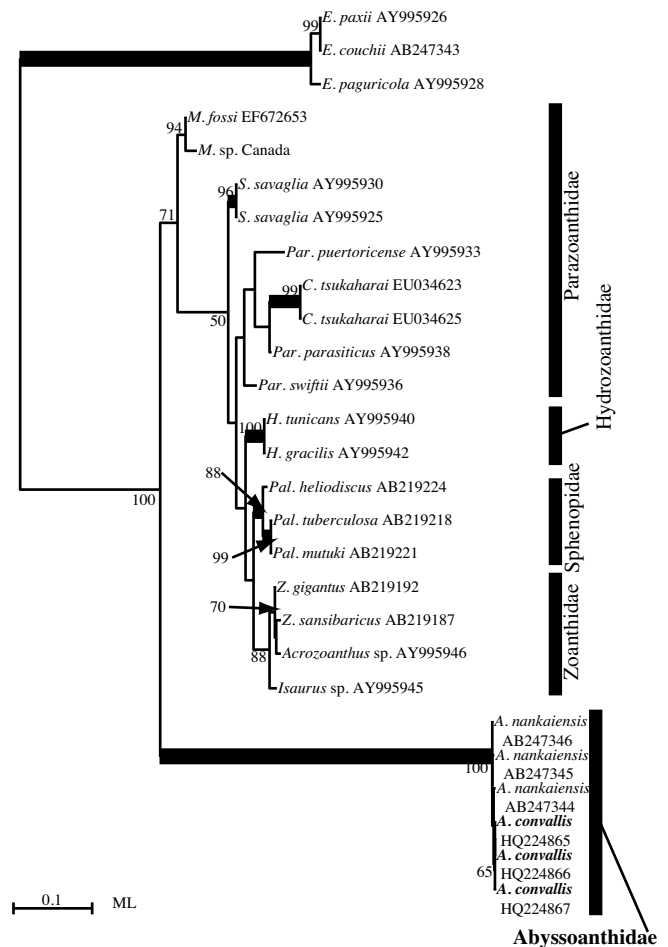 99
E. paxii AY995926
E. couchii AB247343
E. paguricola AY995928
M. fossi EF672653
94
M. sp. Canada
S. savaglia AY995930
96
S. savaglia AY995925
71
Par. puertoricense AY995933
C. tsukaharai EU034623
99
C. tsukaharai EU034625
50
Par. parasiticus AY995938
Par. swiftii AY995936
Parazoanthidae
H. tunicans AY995940
100
H. gracilis AY995942
Hydrozoanthidae
88
Pal. heliodiscus AB219224
Pal. tuberculosa AB219218
100
99
Pal. mutuki AB219221
Sphenopidae
Z. gigantus AB219192
70
Z. sansibaricus AB219187
Acrozoanthus sp. AY995946
88
Isaurus sp. AY995945
Zoanthidae
A. nankaiensis
AB247346
A. nankaiensis
100
AB247345
A. nankaiensis
AB247344
A. convallis
HQ224865
A. convallis
65
HQ224866
A. convallis
HQ224867
Abyssoanthidae
0.1 ML